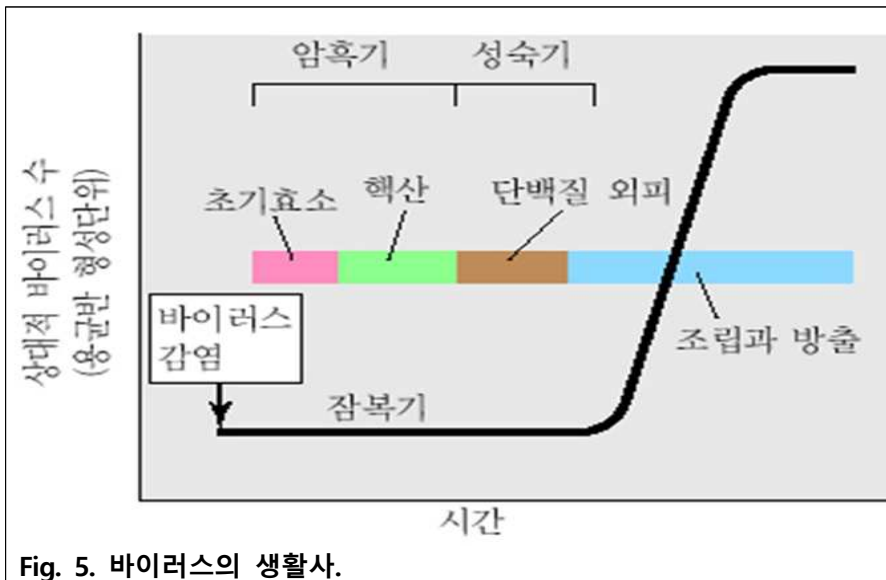 암흑기
성숙기
초기효소
핵산
단백질 외피
상대적 바이러스 수
(용균반 형성단위)
바이러스
감염
조립과 방출
잠복기
시간
Fig. 5. 바이러스의 생활사.